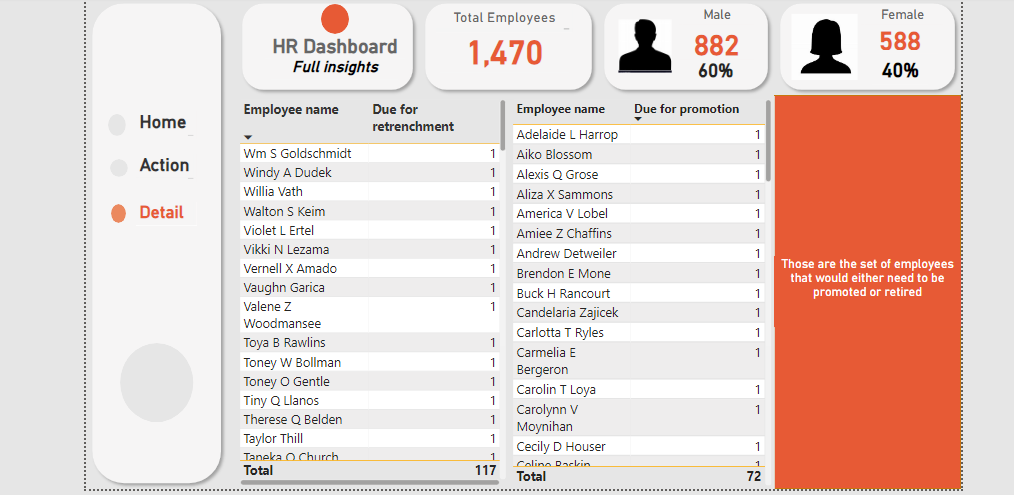 HR Dashboard
Full insights
Total Employees
1,470
Male
882
60%
Female
588
40%
Home
Action
Detail
Employee name Due for
retrenchment
Wm S Goldschmidt 1
Windy A Dudek 1
Willia Vath 1
Walton S Keim 1
Violet L Ertel 1
Vikki N Lezama 1
Vernell X Amado 1
Vaughn Garica 1
Valene Z 1
Woodmansee
Toya B Rawlins 1
Toney W Bollman 1
Toney O Gentle 1
Tiny Q Llanos 1
Therese Q Belden 1
Taylor Thill 1
Taneka O Church 1
Total 117
Employee name Due for promotion
Adelaide L Harrop 1
Aiko Blossom 1
Alexis Q Grose 1
Aliza X Sammons 1
America V Lobel 1
Amiee Z Chaffins 1
Andrew Detweiler 1
Brendon E Mone 1
Buck H Rancourt 1
Candelaria Zajicek 1
Carlotta T Ryles 1
Carmelia E 1
Bergeron
Carolin T Loya 1
Carolynn V 1
Moynihan
Cecily D Houser 1
Celine Baskin 1
Total 72
Those are the set of employees
that would either need to be
promoted or retired